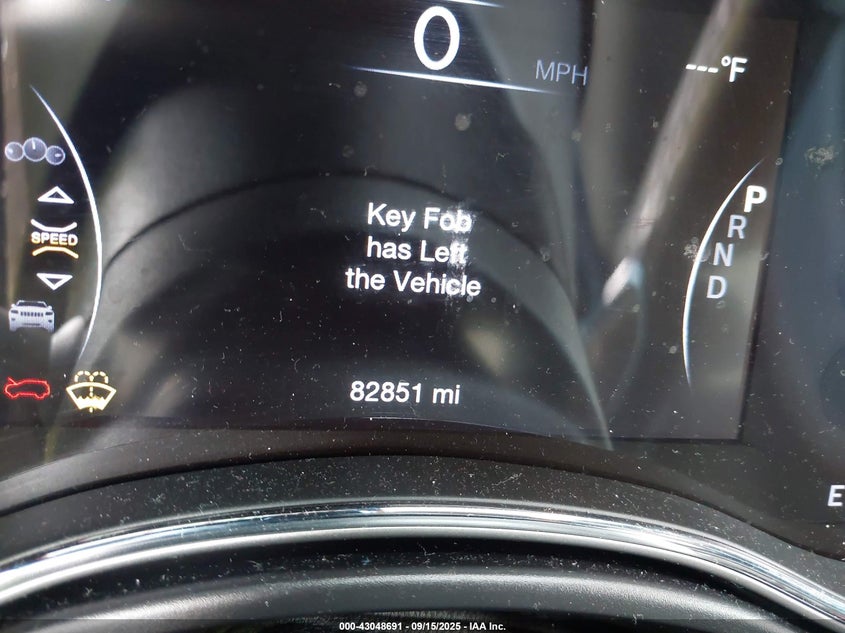 0
MPH
---°F
SPEED
Key Fob
has Left
the Vehicle
P
R
N
D
82851 mi
E
000-43048691 - 09/15/2025 - IAA Inc.